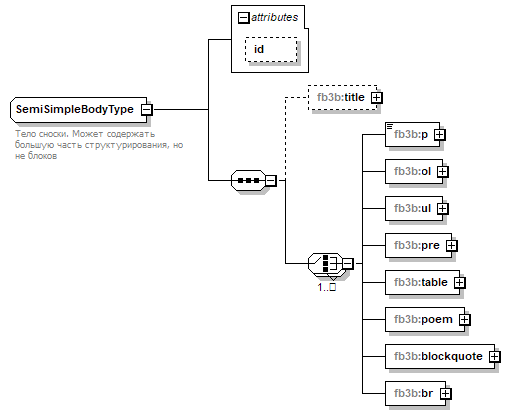 attributes
id
SemiSimpleBodyType
Тело сноски. Может содержать
большую часть структурирования, но
не блоков
fb3b:title
fb3b:p
fb3b:ol
fb3b:ul
fb3b:pre
fb3b:table
fb3b:poem
fb3b:blockquote
fb3b:br
1..□